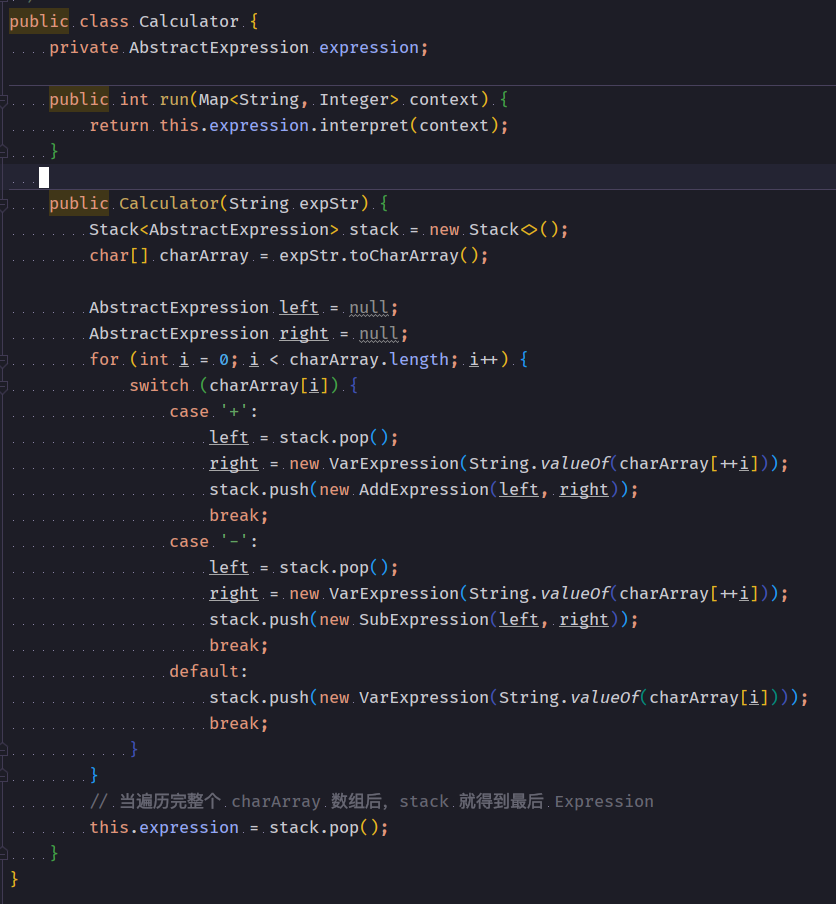 public class Calculator {
    private AbstractExpression expression;

    public int run(Map<String, Integer> context) {
        return this.expression.interpret(context);
    }

    public Calculator(String expStr) {
        Stack<AbstractExpression> stack = new Stack<>();
        char[] charArray = expStr.toCharArray();

        AbstractExpression left = null;
        AbstractExpression right = null;
        for (int i = 0; i < charArray.length; i++) {
            switch (charArray[i]) {
                case '+':
                    left = stack.pop();
                    right = new VarExpression(String.valueOf(charArray[++i]));
                    stack.push(new AddExpression(left, right));
                    break;
                case '-':
                    left = stack.pop();
                    right = new VarExpression(String.valueOf(charArray[++i]));
                    stack.push(new SubExpression(left, right));
                    break;
                default:
                    stack.push(new VarExpression(String.valueOf(charArray[i])));
                    break;
            }
        }
        // 当遍历完整个 charArray 数组后，stack 就得到最后 Expression
        this.expression = stack.pop();
    }
}